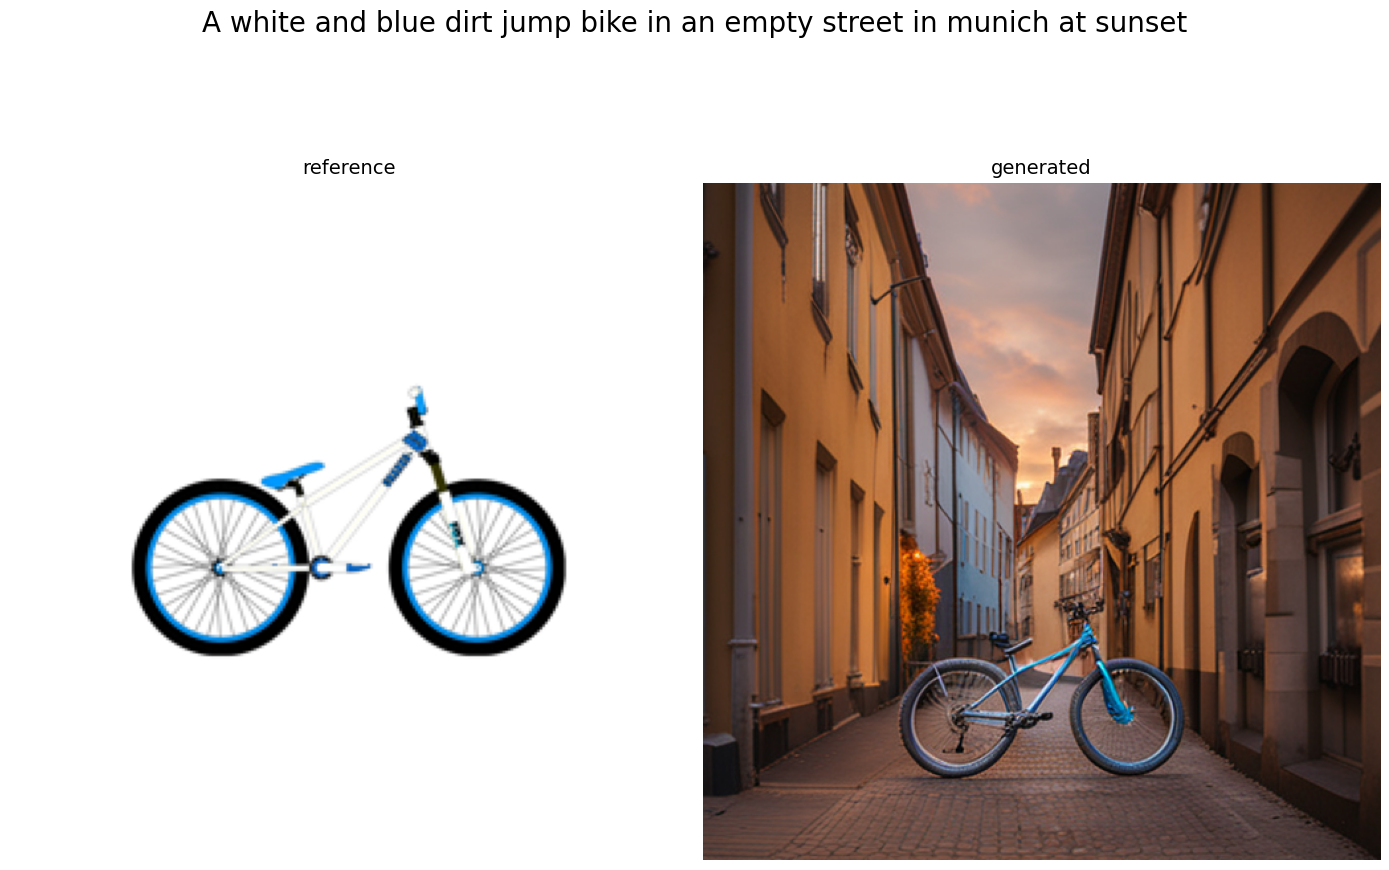 A white and blue dirt jump bike in an empty street in munich at sunset
reference
generated